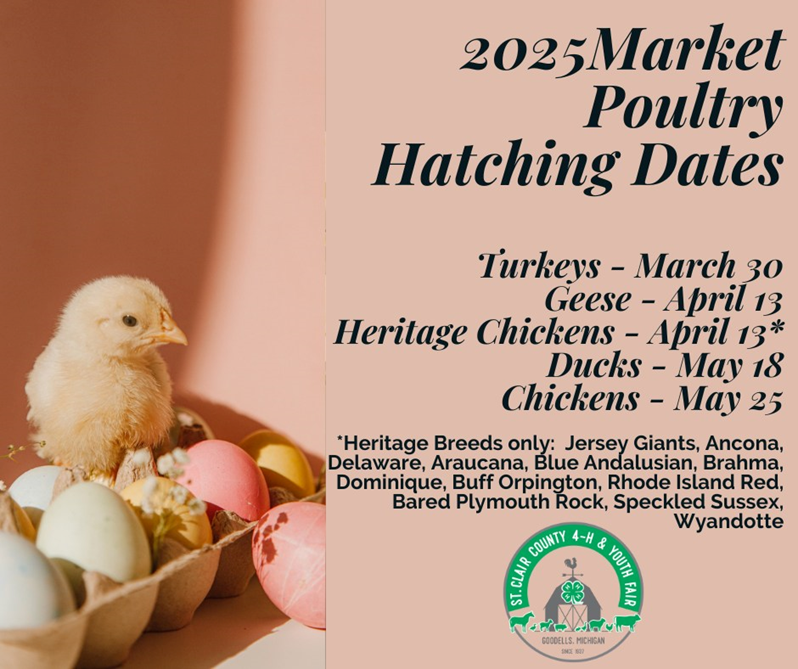 2025Market
Poultry
Hatching Dates
Turkeys - March 30
Geese - April 13
Heritage Chickens - April 13*
Ducks - May 18
Chickens - May 25
*Heritage Breeds only:  Jersey Giants, Ancona,
Delaware, Araucana, Blue Andalusian, Brahma,
Dominique, Buff Orpington, Rhode Island Red,
Bared Plymouth Rock, Speckled Sussex,
Wyandotte
ST.CLAIR COUNTY 4-H & YOUTH FAIR
GOODELLS, MICHIGAN